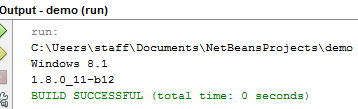 Output - demo (run)
run:
C:\Users\staff\Documents\NetBeansProjects\demo
Windows 8.1
1.8.0_11-b12
BUILD SUCCESSFUL (total time: 0 seconds)